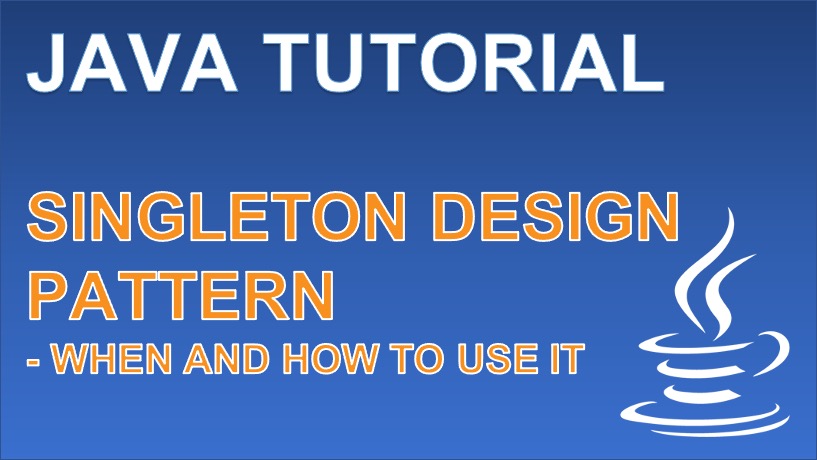 JAVA TUTORIAL
SINGLETON DESIGN
PATTERN
- WHEN AND HOW TO USE IT